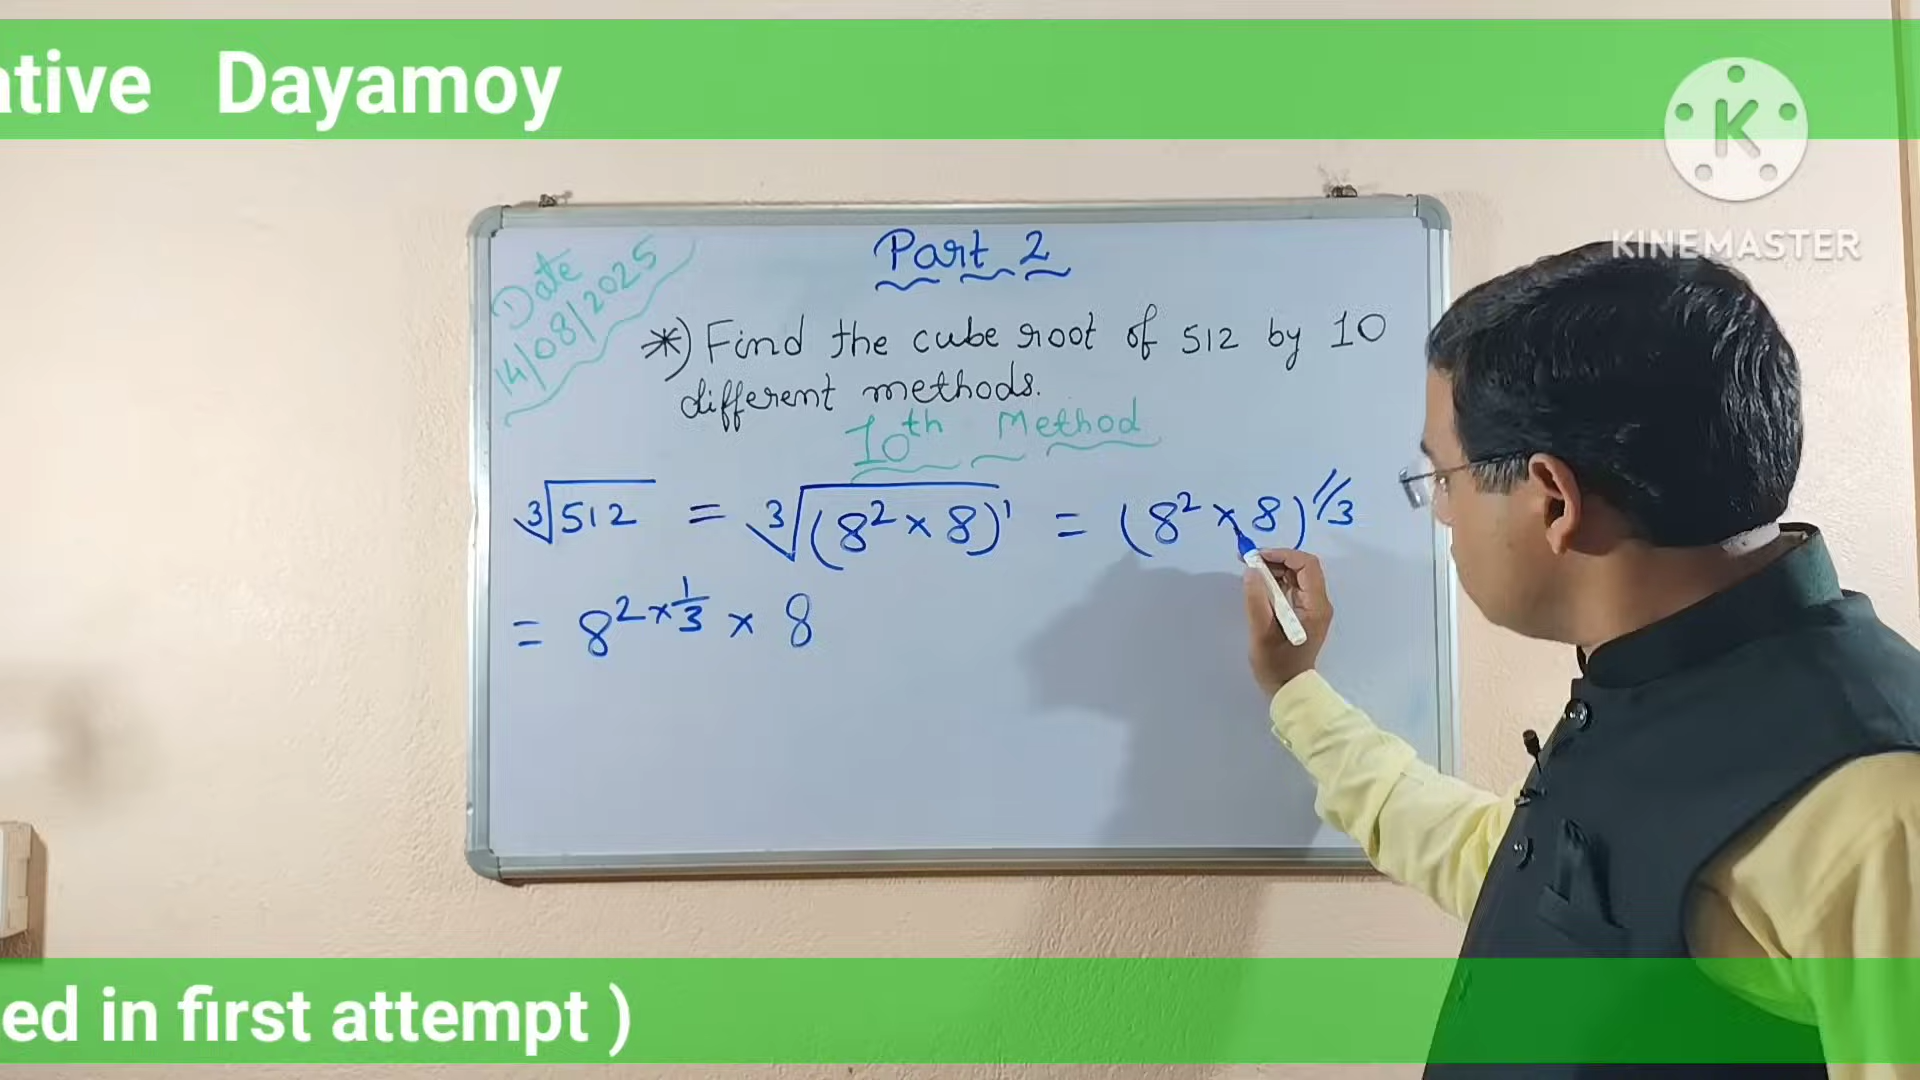 ative Dayamoy
K
KINEMASTER
Part 2
Date
14/08/2025
*) Find the cube root of 512 by 10
different methods.
10th Method
∛512 = ∛(8² × 8)¹ = (8² × 8)^1/3
= 8^2 × 1/3 × 8
ed in first attempt )